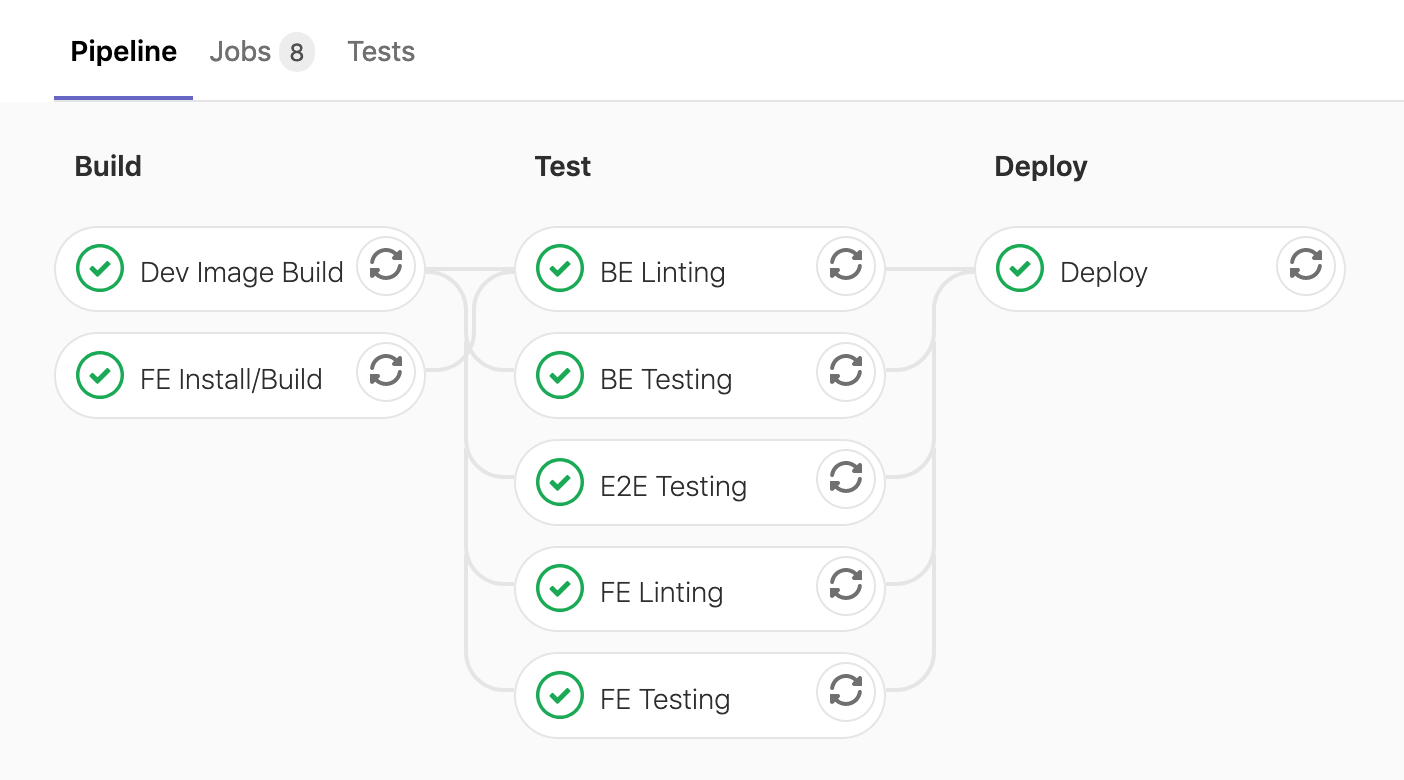 Pipeline Jobs 8 Tests
Build
Dev Image Build
FE Install/Build
Test
BE Linting
BE Testing
E2E Testing
FE Linting
FE Testing
Deploy
Deploy